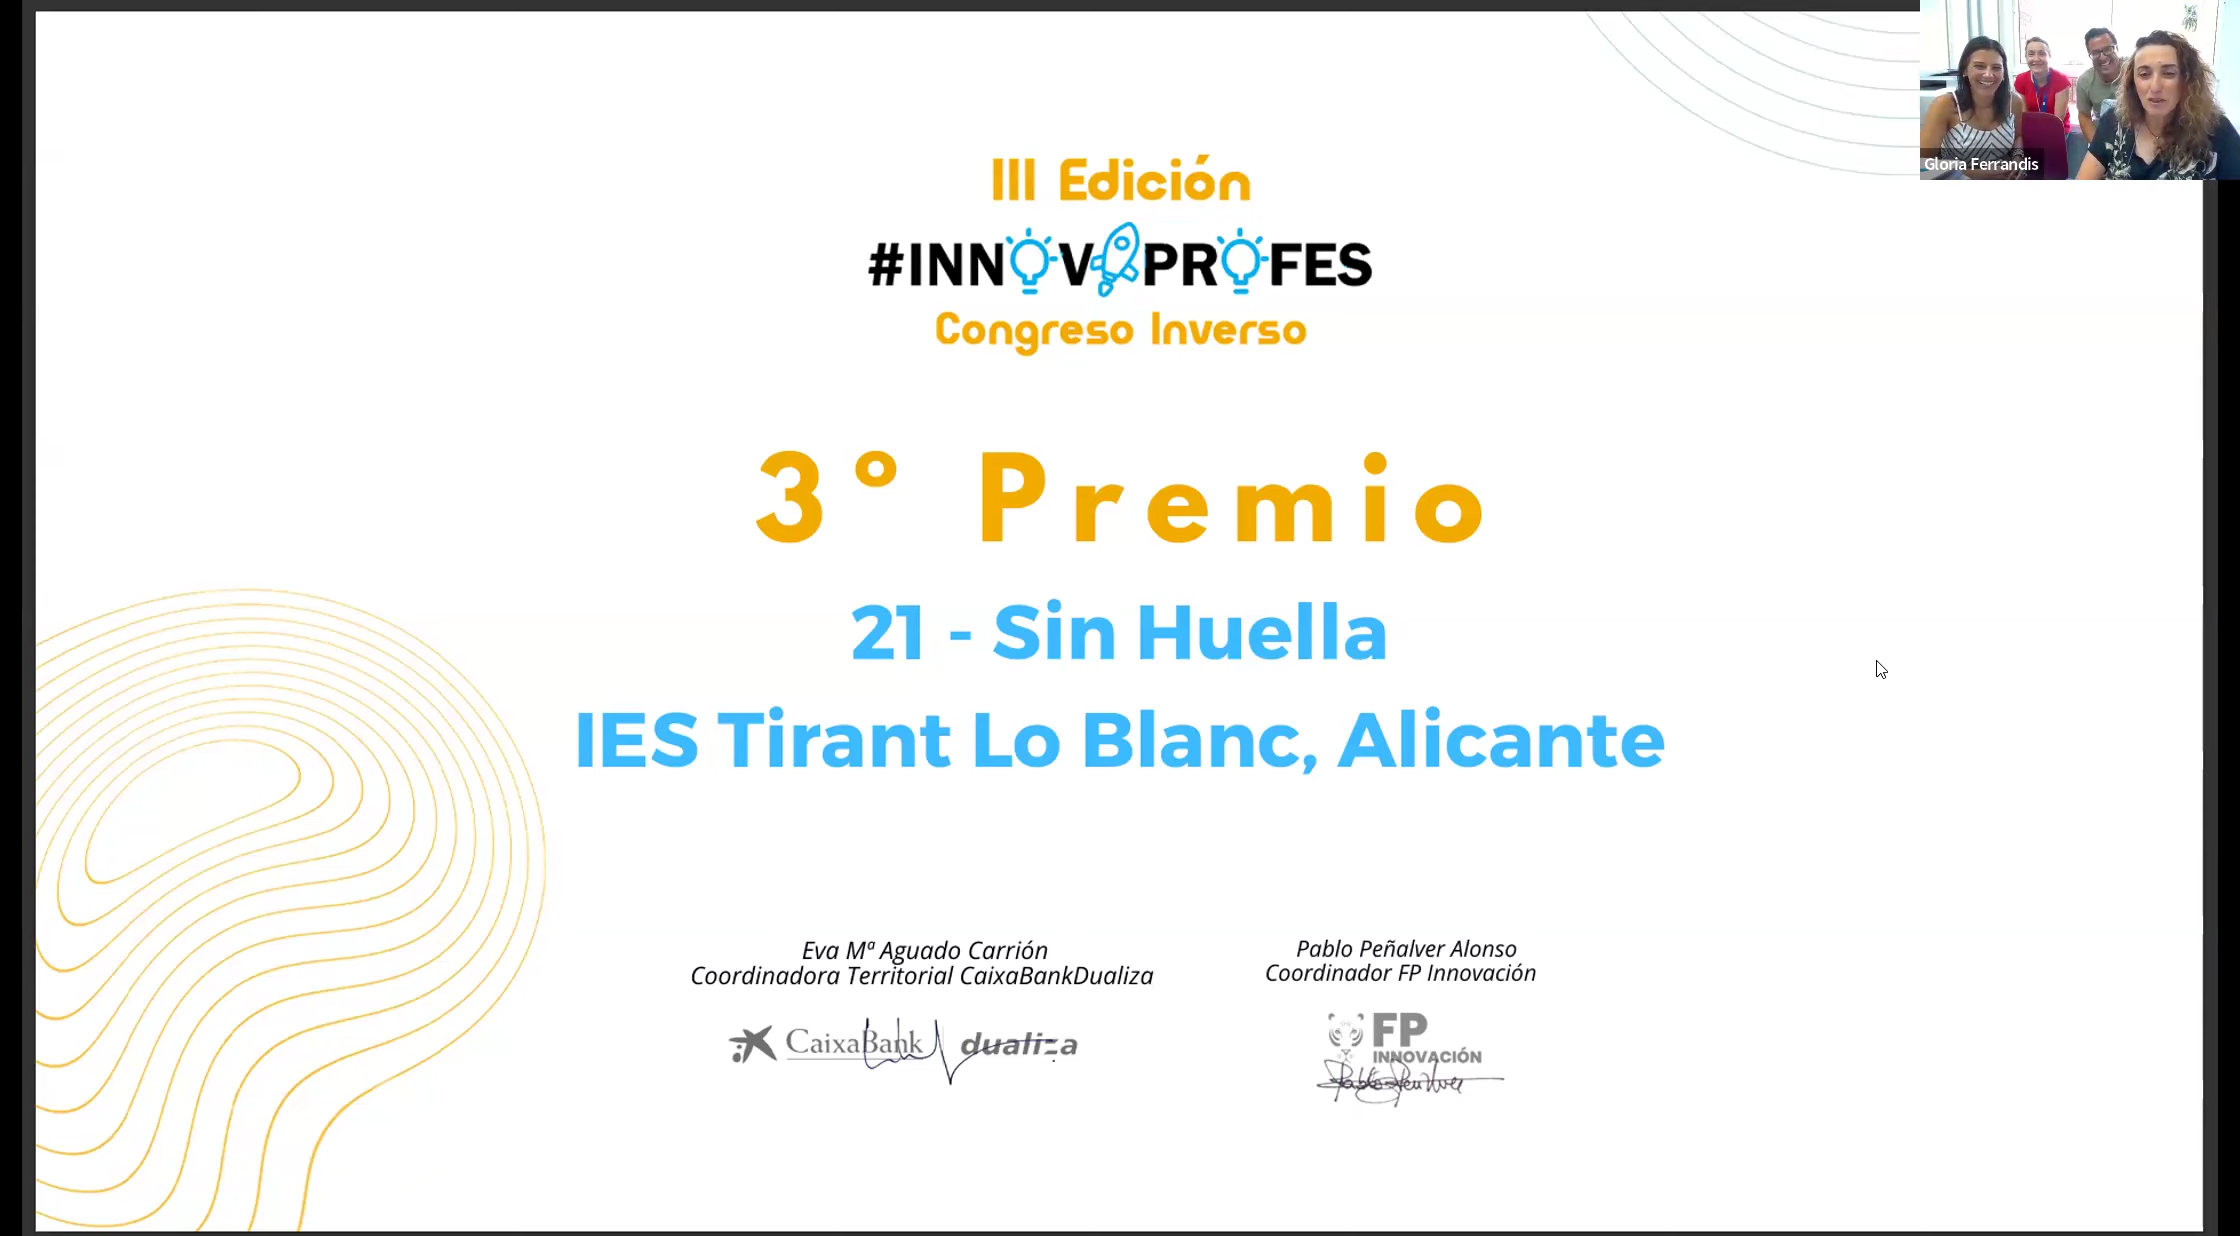 Gloria Ferrandis
III Edición
#INNOVAPROFES
Congreso Inverso
3º Premio
21 - Sin Huella
IES Tirant Lo Blanc, Alicante
Eva Mª Aguado Carrión
Coordinadora Territorial CaixaBankDualiza
Pablo Peñalver Alonso
Coordinador FP Innovación
CaixaBank dualiza
FP
INNOVACIÓN